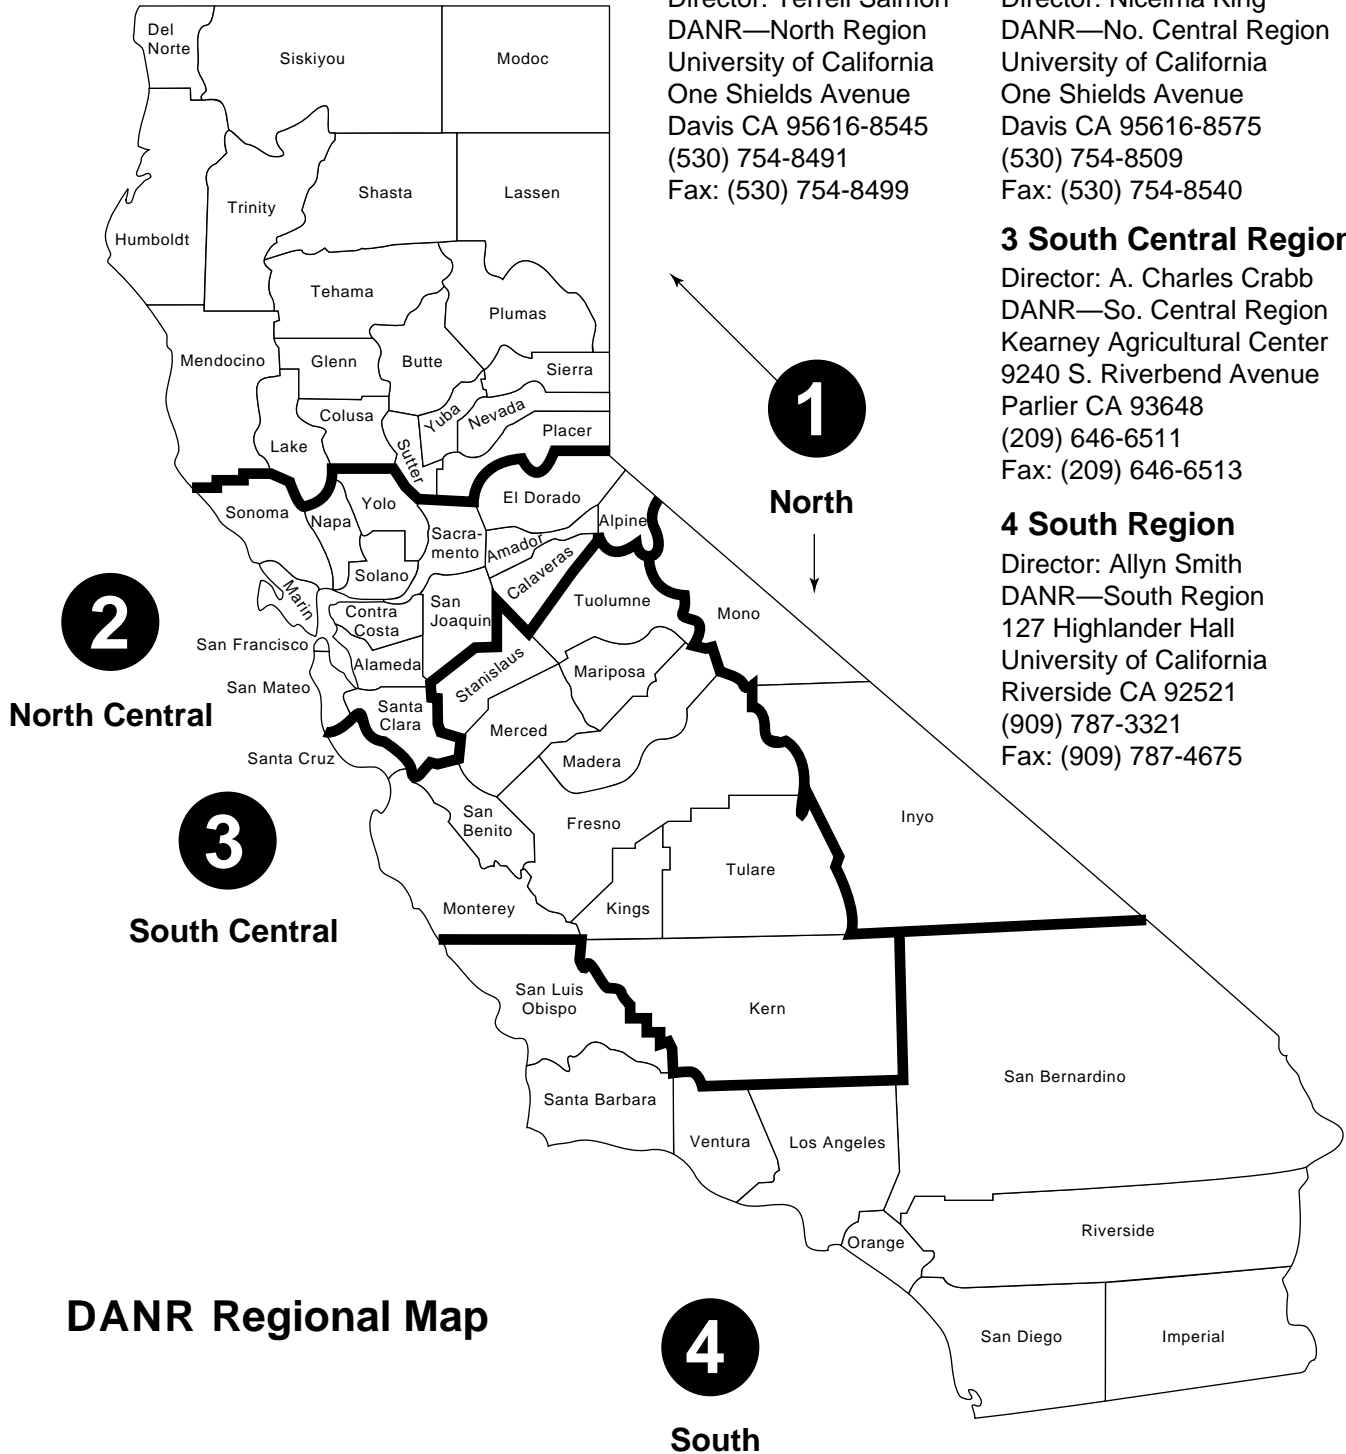 Director: Terrell Salmon
DANR—North Region
University of California
One Shields Avenue
Davis CA 95616-8545
(530) 754-8491
Fax: (530) 754-8499
Director: Nicelma King
DANR—No. Central Region
University of California
One Shields Avenue
Davis CA 95616-8575
(530) 754-8509
Fax: (530) 754-8540
3 South Central Region
Director: A. Charles Crabb
DANR—So. Central Region
Kearney Agricultural Center
9240 S. Riverbend Avenue
Parlier CA 93648
(209) 646-6511
Fax: (209) 646-6513
4 South Region
Director: Allyn Smith
DANR—South Region
127 Highlander Hall
University of California
Riverside CA 92521
(909) 787-3321
Fax: (909) 787-4675
Del
Norte
Siskiyou
Modoc
Humboldt
Trinity
Shasta
Lassen
Tehama
Plumas
Mendocino
Glenn
Butte
Sierra
Colusa
Yuba
Nevada
Lake
Sutter
Placer
1
North
Sonoma
Napa
Yolo
El Dorado
Sacra-
mento
Amador
Alpine
Solano
Calaveras
Marin
Contra
Costa
San
Joaquin
Tuolumne
Mono
2
North Central
San Francisco
Alameda
Stanislaus
Mariposa
San Mateo
Santa
Clara
Merced
Santa Cruz
Madera
3
South Central
San
Benito
Fresno
Inyo
Tulare
Monterey
Kings
San Luis
Obispo
Kern
San Bernardino
Santa Barbara
Ventura
Los Angeles
Orange
Riverside
San Diego
Imperial
DANR Regional Map
4
South